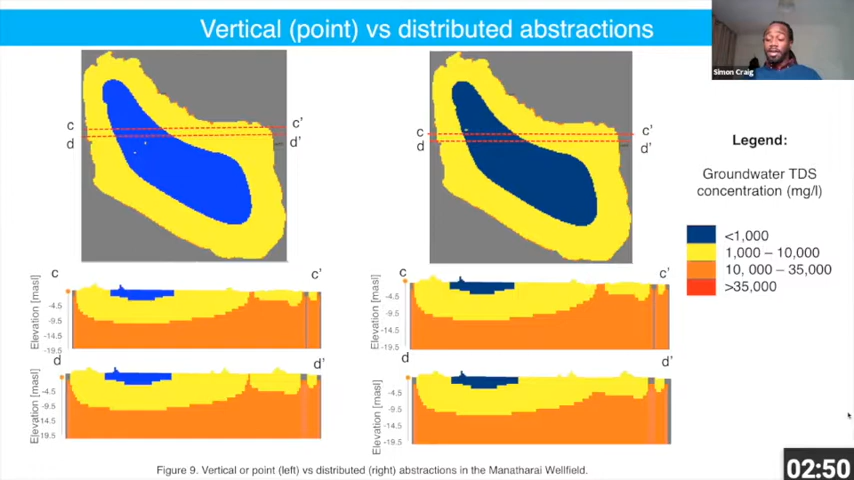 Vertical (point) vs distributed abstractions
Simon Craig
c
c'
d
d'
c
c'
d
d'
Legend:
Groundwater TDS
concentration (mg/l)
<1,000
1,000 – 10,000
10, 000 – 35,000
>35,000
c
c'
Elevation [masl]
-4.5
-9.5
-14.5
-19.5
d
d'
Elevation [masl]
-4.5
-9.5
-14.5
-19.5
c
c'
Elevation [masl]
-4.5
-9.5
-14.5
-19.5
d
d'
Elevation [masl]
-4.5
-9.5
-14.5
-19.5
Figure 9. Vertical or point (left) vs distributed (right) abstractions in the Manatharai Wellfield.
02:50